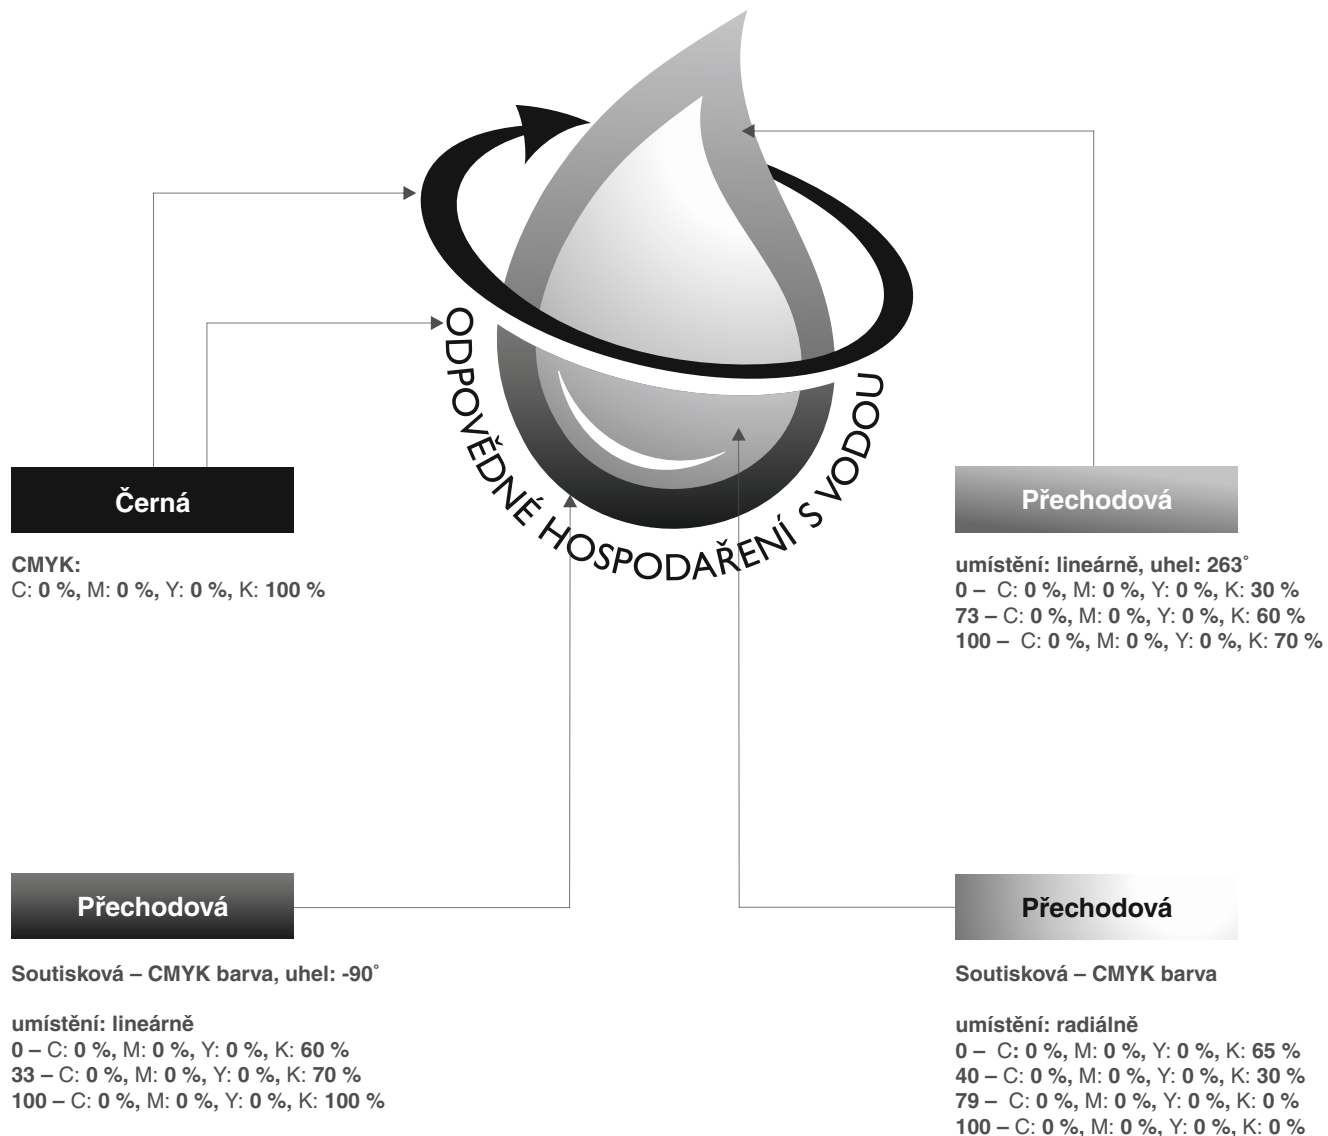 ODPOVĚDNÉ HOSPODAŘENÍ S VODOU
Černá
CMYK:
C: 0 %, M: 0 %, Y: 0 %, K: 100 %
Přechodová
umístění: lineárně, uhel: 263˚
0 – C: 0 %, M: 0 %, Y: 0 %, K: 30 %
73 – C: 0 %, M: 0 %, Y: 0 %, K: 60 %
100 – C: 0 %, M: 0 %, Y: 0 %, K: 70 %
Přechodová
Soutisková – CMYK barva, uhel: -90˚
umístění: lineárně
0 – C: 0 %, M: 0 %, Y: 0 %, K: 60 %
33 – C: 0 %, M: 0 %, Y: 0 %, K: 70 %
100 – C: 0 %, M: 0 %, Y: 0 %, K: 100 %
Přechodová
Soutisková – CMYK barva
umístění: radiálně
0 – C: 0 %, M: 0 %, Y: 0 %, K: 65 %
40 – C: 0 %, M: 0 %, Y: 0 %, K: 30 %
79 – C: 0 %, M: 0 %, Y: 0 %, K: 0 %
100 – C: 0 %, M: 0 %, Y: 0 %, K: 0 %